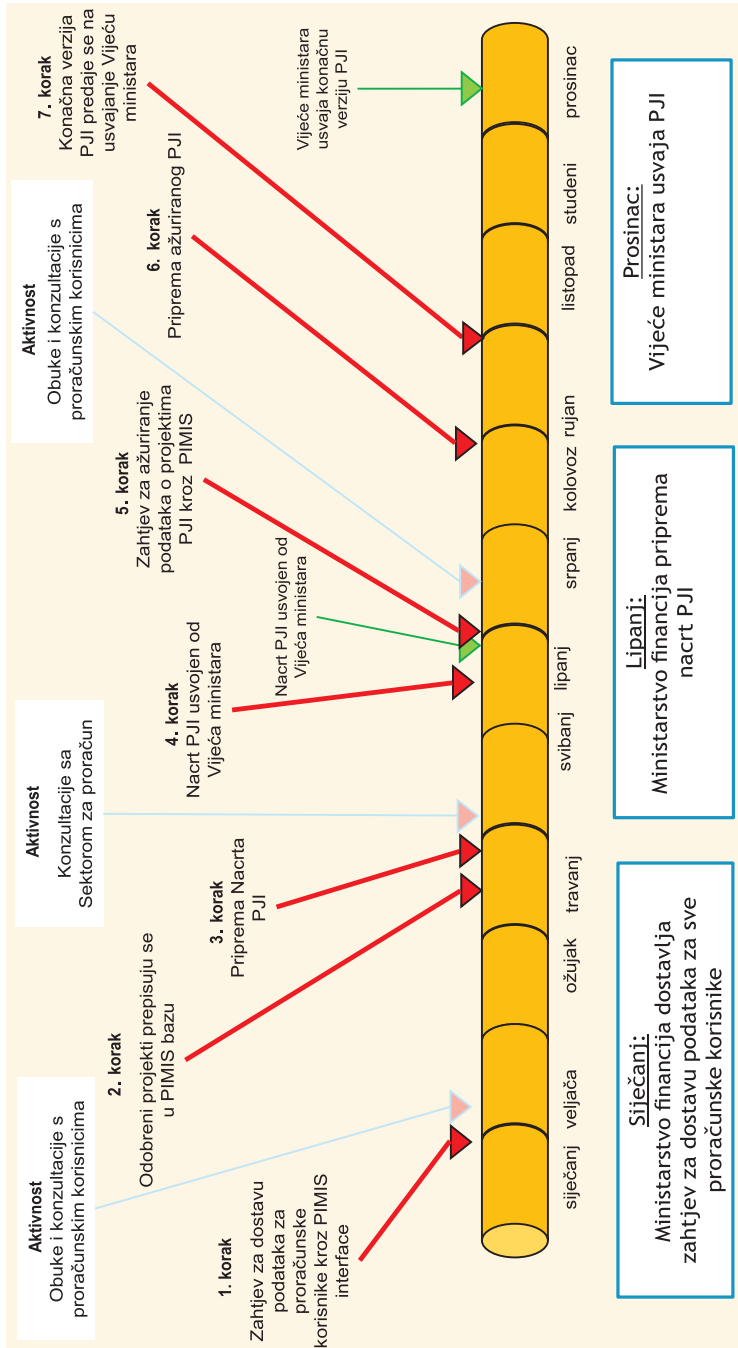 Aktivnost
Obuke i konzultacije s
proračunskim korisnicima
Aktivnost
Konzultacije sa
Sektorom za proračun
Aktivnost
Obuke i konzultacije s
proračunskim korisnicima
1. korak
Zahtjev za dostavu
podataka za
proračunske
korisnike kroz PIMIS
interface
2. korak
Odobreni projekti prepisuju se
u PIMIS bazu
3. korak
Priprema Nacrta
PJI
4. korak
Nacrt PJI usvojen od
Vijeća ministara
Nacrt PJI usvojen od
Vijeća ministara
5. korak
Zahtjev za ažuriranje
podataka o projektima
PJI kroz PIMIS
6. korak
Priprema ažuriranog PJI
7. korak
Konačna verzija
PJI predaje se na
usvajanje Vijeću
ministara
Vijeće ministara
usvaja konačnu
verziju PJI
siječanj veljača ožujak travanj svibanj lipanj srpanj kolovoz rujan listopad studeni prosinac
Siječanj:
Ministarstvo financija dostavlja
zahtjev za dostavu podataka za sve
proračunske korisnike
Lipanj:
Ministarstvo financija priprema
nacrt PJI
Prosinac:
Vijeće ministara usvaja PJI